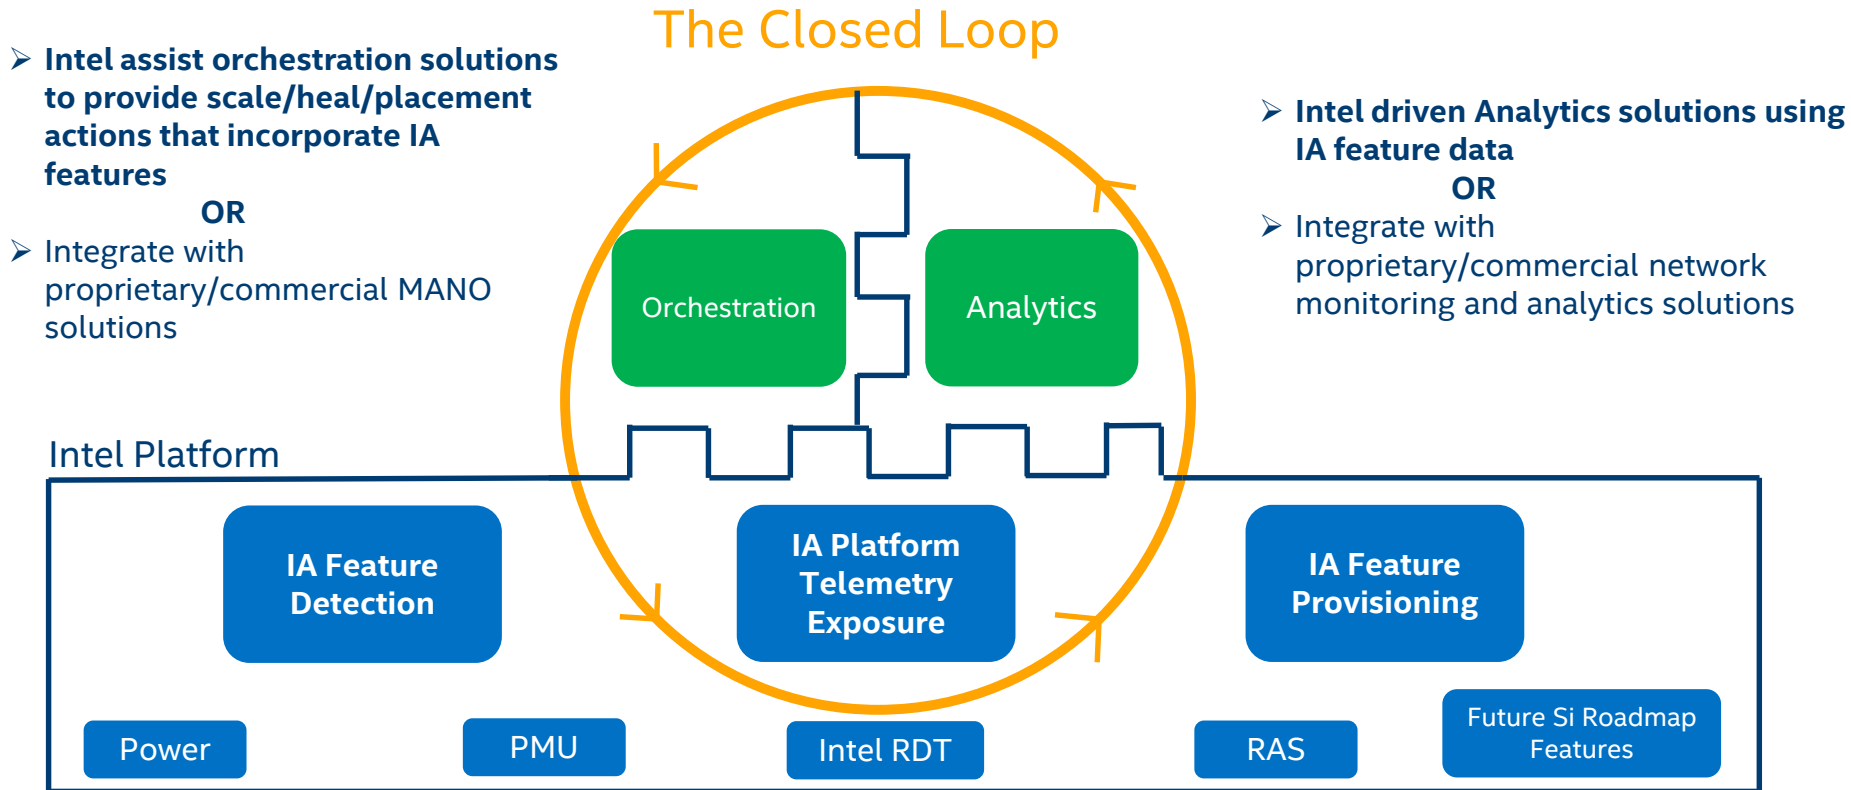 The Closed Loop
➢ Intel assist orchestration solutions
to provide scale/heal/placement
actions that incorporate IA
features
OR
➢ Integrate with
proprietary/commercial MANO
solutions
➢ Intel driven Analytics solutions using
IA feature data
OR
➢ Integrate with
proprietary/commercial network
monitoring and analytics solutions
Orchestration
Analytics
Intel Platform
IA Feature
Detection
IA Platform
Telemetry
Exposure
IA Feature
Provisioning
Power
PMU
Intel RDT
RAS
Future Si Roadmap
Features